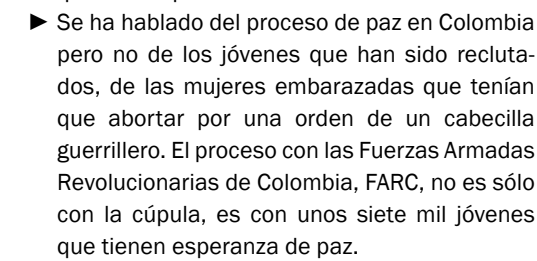 ► Se ha hablado del proceso de paz en Colombia
pero no de los jóvenes que han sido recluta-
dos, de las mujeres embarazadas que tenían
que abortar por una orden de un cabecilla
guerrillero. El proceso con las Fuerzas Armadas
Revolucionarias de Colombia, FARC, no es sólo
con la cúpula, es con unos siete mil jóvenes
que tienen esperanza de paz.